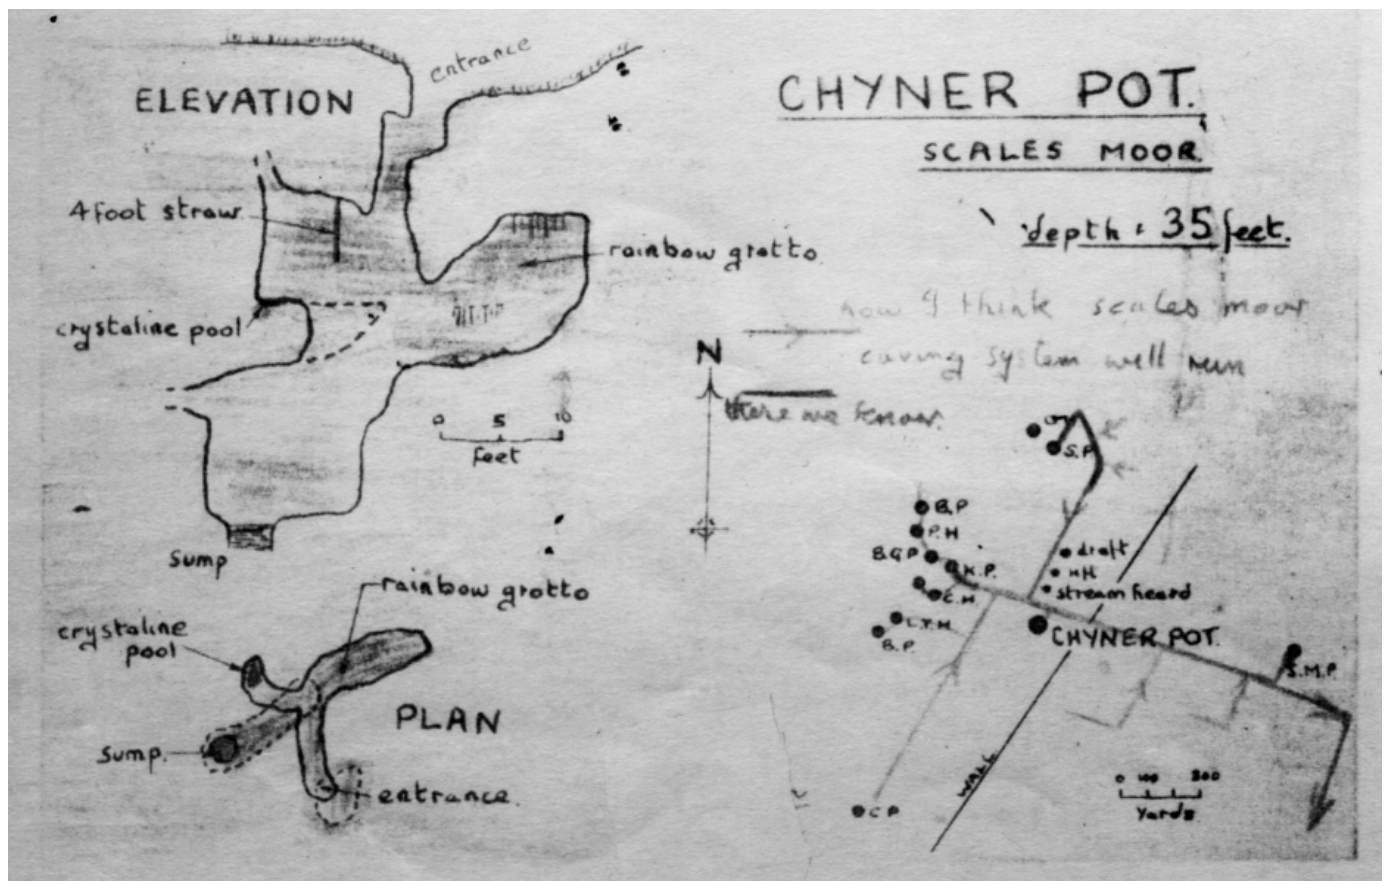 ELEVATION
entrance
4 foot straw
rainbow grotto
crystaline pool
0 5 10
feet
Sump
CHYNER POT.
SCALES MOOR.
depth : 35 feet.
how I think scales moor
caving system well run
there we know.
N
S.P.
B.P
P.H
B.G.P
K.P.
C.H.
L.T.H
B.P.
draft
stream heard
CHYNER POT.
S.M.P.
WALL
C P
0 100 300
Yards
rainbow grotto
crystaline
pool
PLAN
Sump.
entrance.